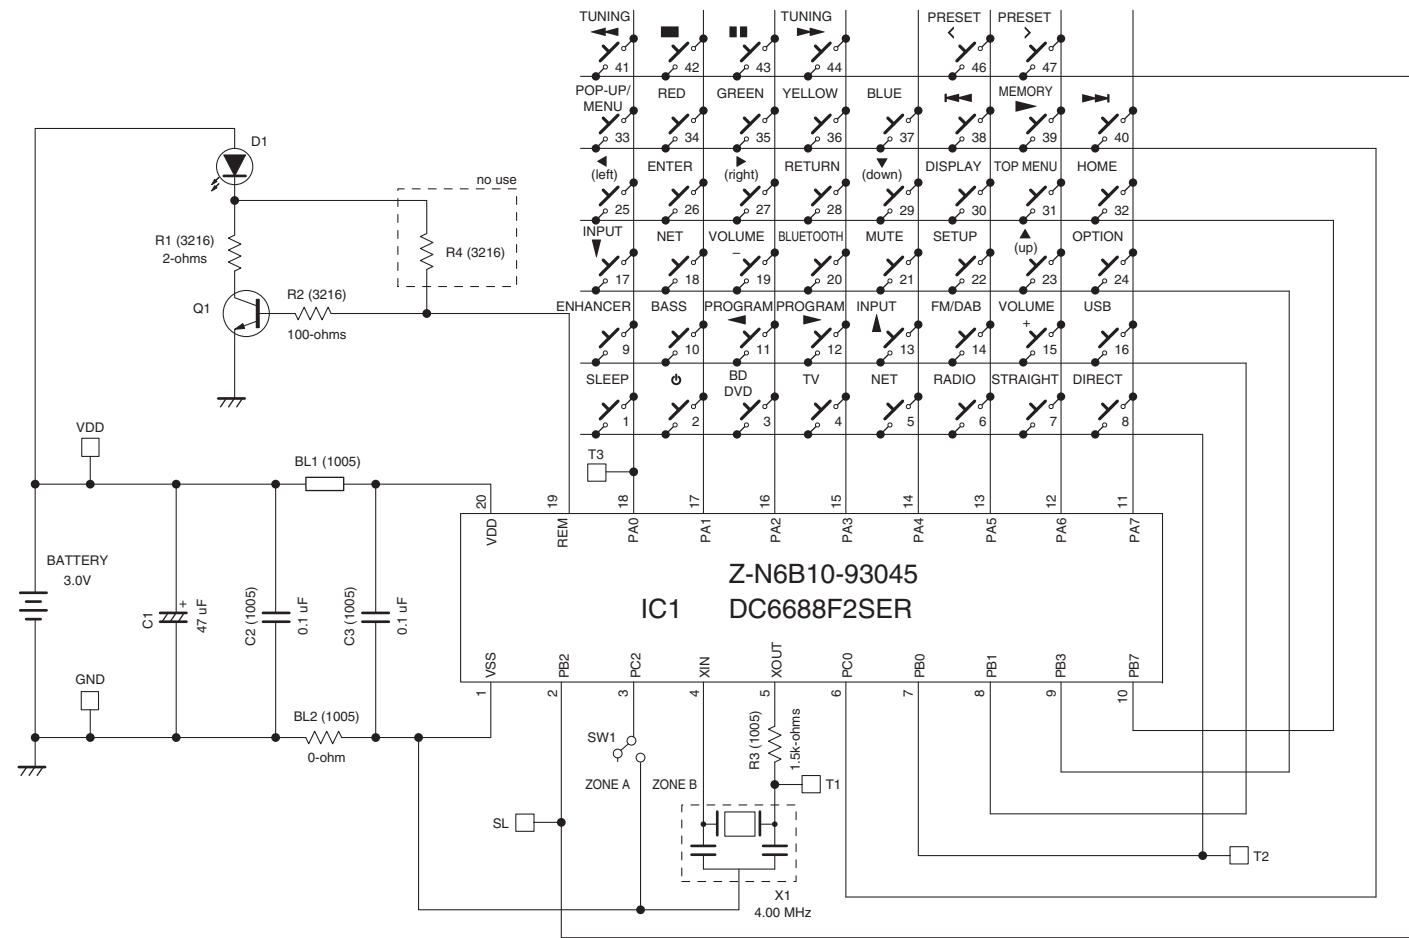 TUNING TUNING PRESET PRESET
< >
41 42 43 44 46 47
POP-UP/ RED GREEN YELLOW BLUE MEMORY
MENU
33 34 35 36 37 38 39 40
ENTER RETURN DISPLAY TOP MENU HOME
(left) (right) (down)
25 26 27 28 29 30 31 32
INPUT NET VOLUME BLUETOOTH MUTE SETUP (up) OPTION
–
17 18 19 20 21 22 23 24
ENHANCER BASS PROGRAM PROGRAM INPUT FM/DAB VOLUME USB
+
9 10 11 12 13 14 15 16
SLEEP BD TV NET RADIO STRAIGHT DIRECT
DVD
1 2 3 4 5 6 7 8
D1
no use
R1 (3216)
2-ohms
R4 (3216)
Q1
R2 (3216)
100-ohms
VDD
T3
BL1 (1005)
20 19 18 17 16 15 14 13 12 11
VDD REM PA0 PA1 PA2 PA3 PA4 PA5 PA6 PA7
BATTERY
3.0V
C1
47 uF
+
C2 (1005)
0.1 uF
C3 (1005)
0.1 uF
Z-N6B10-93045
IC1 DC6688F2SER
VSS PB2 PC2 XIN XOUT PC0 PB0 PB1 PB3 PB7
1 2 3 4 5 6 7 8 9 10
GND
BL2 (1005)
0-ohm
SW1
ZONE A ZONE B
R3 (1005)
1.5k-ohms
T1
SL
T2
X1
4.00 MHz